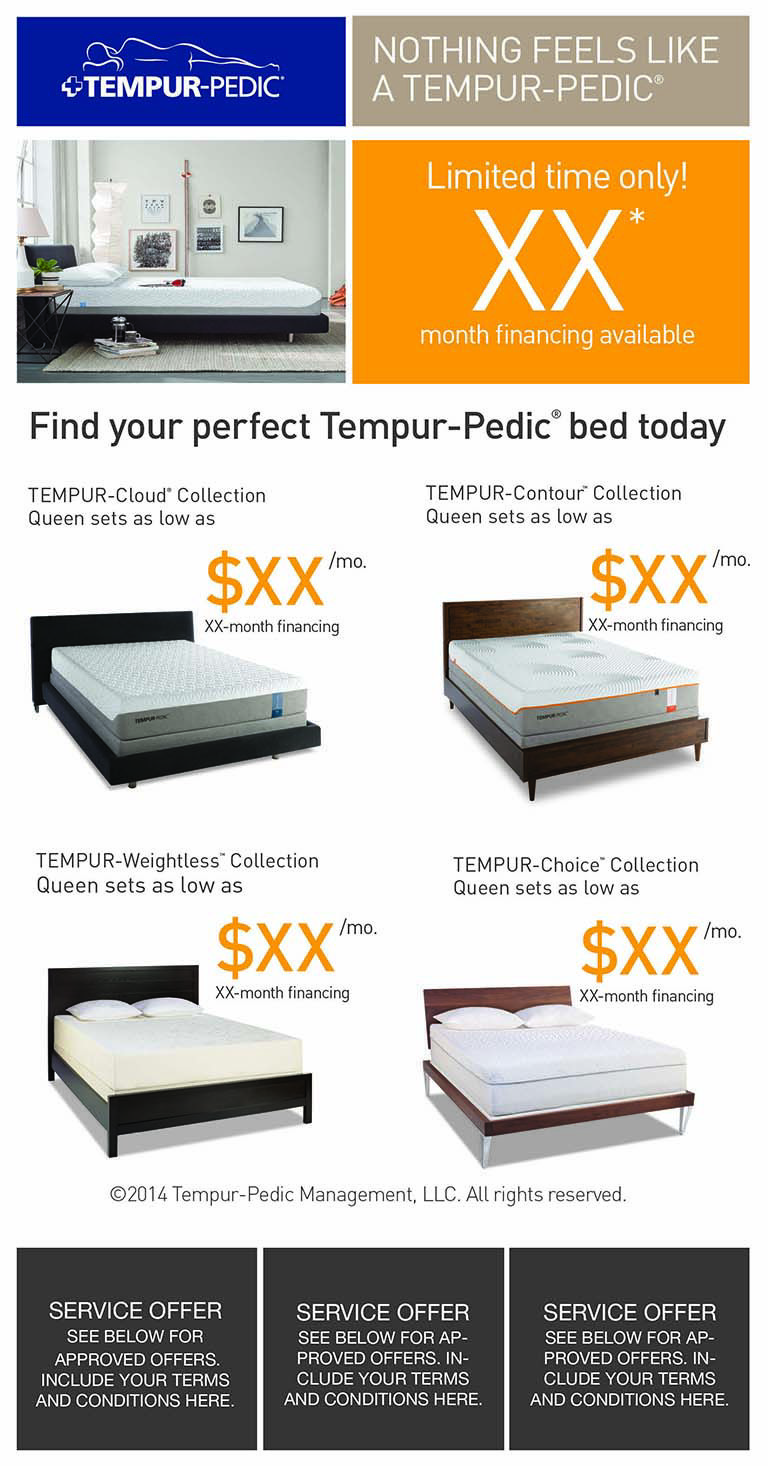 TEMPUR-PEDIC®
NOTHING FEELS LIKE
A TEMPUR-PEDIC®
Limited time only!
XX*
month financing available
Find your perfect Tempur-Pedic® bed today
TEMPUR-Cloud® Collection
Queen sets as low as
$XX/mo.
XX-month financing
TEMPUR-PEDIC
TEMPUR-Contour™ Collection
Queen sets as low as
$XX/mo.
XX-month financing
TEMPUR-PEDIC
TEMPUR-Weightless™ Collection
Queen sets as low as
$XX/mo.
XX-month financing
TEMPUR-Choice™ Collection
Queen sets as low as
$XX/mo.
XX-month financing
©2014 Tempur-Pedic Management, LLC. All rights reserved.
SERVICE OFFER
SEE BELOW FOR
APPROVED OFFERS.
INCLUDE YOUR TERMS
AND CONDITIONS HERE.
SERVICE OFFER
SEE BELOW FOR AP-
PROVED OFFERS. IN-
CLUDE YOUR TERMS
AND CONDITIONS HERE.
SERVICE OFFER
SEE BELOW FOR AP-
PROVED OFFERS. IN-
CLUDE YOUR TERMS
AND CONDITIONS HERE.